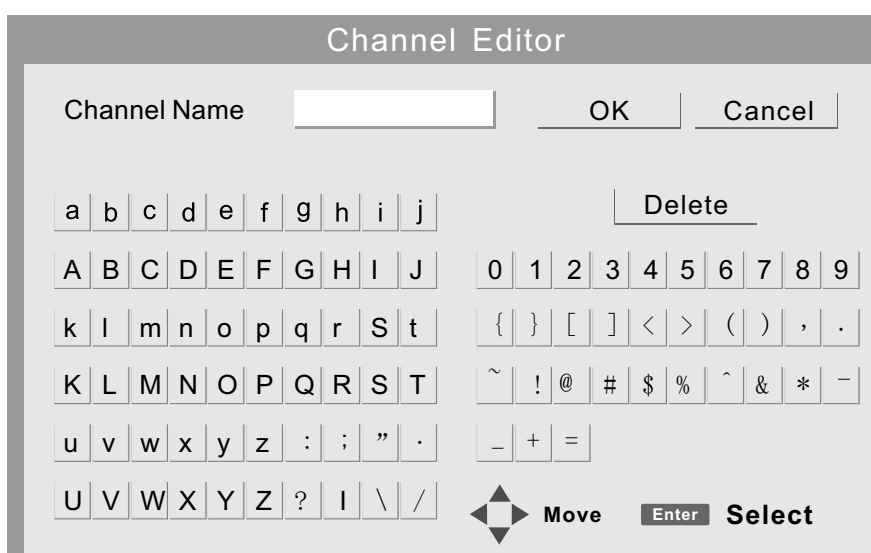 Channel Editor
Channel Name OK Cancel
a b c d e f g h i j Delete
A B C D E F G H I J 0 1 2 3 4 5 6 7 8 9
k l m n o p q r S t { } [ ] < > ( ) , .
K L M N O P Q R S T ~ ! @ # $ % ^ & * -
u v w x y z : ; ” · _ + =
U V W X Y Z ? I \ /
Move Enter Select